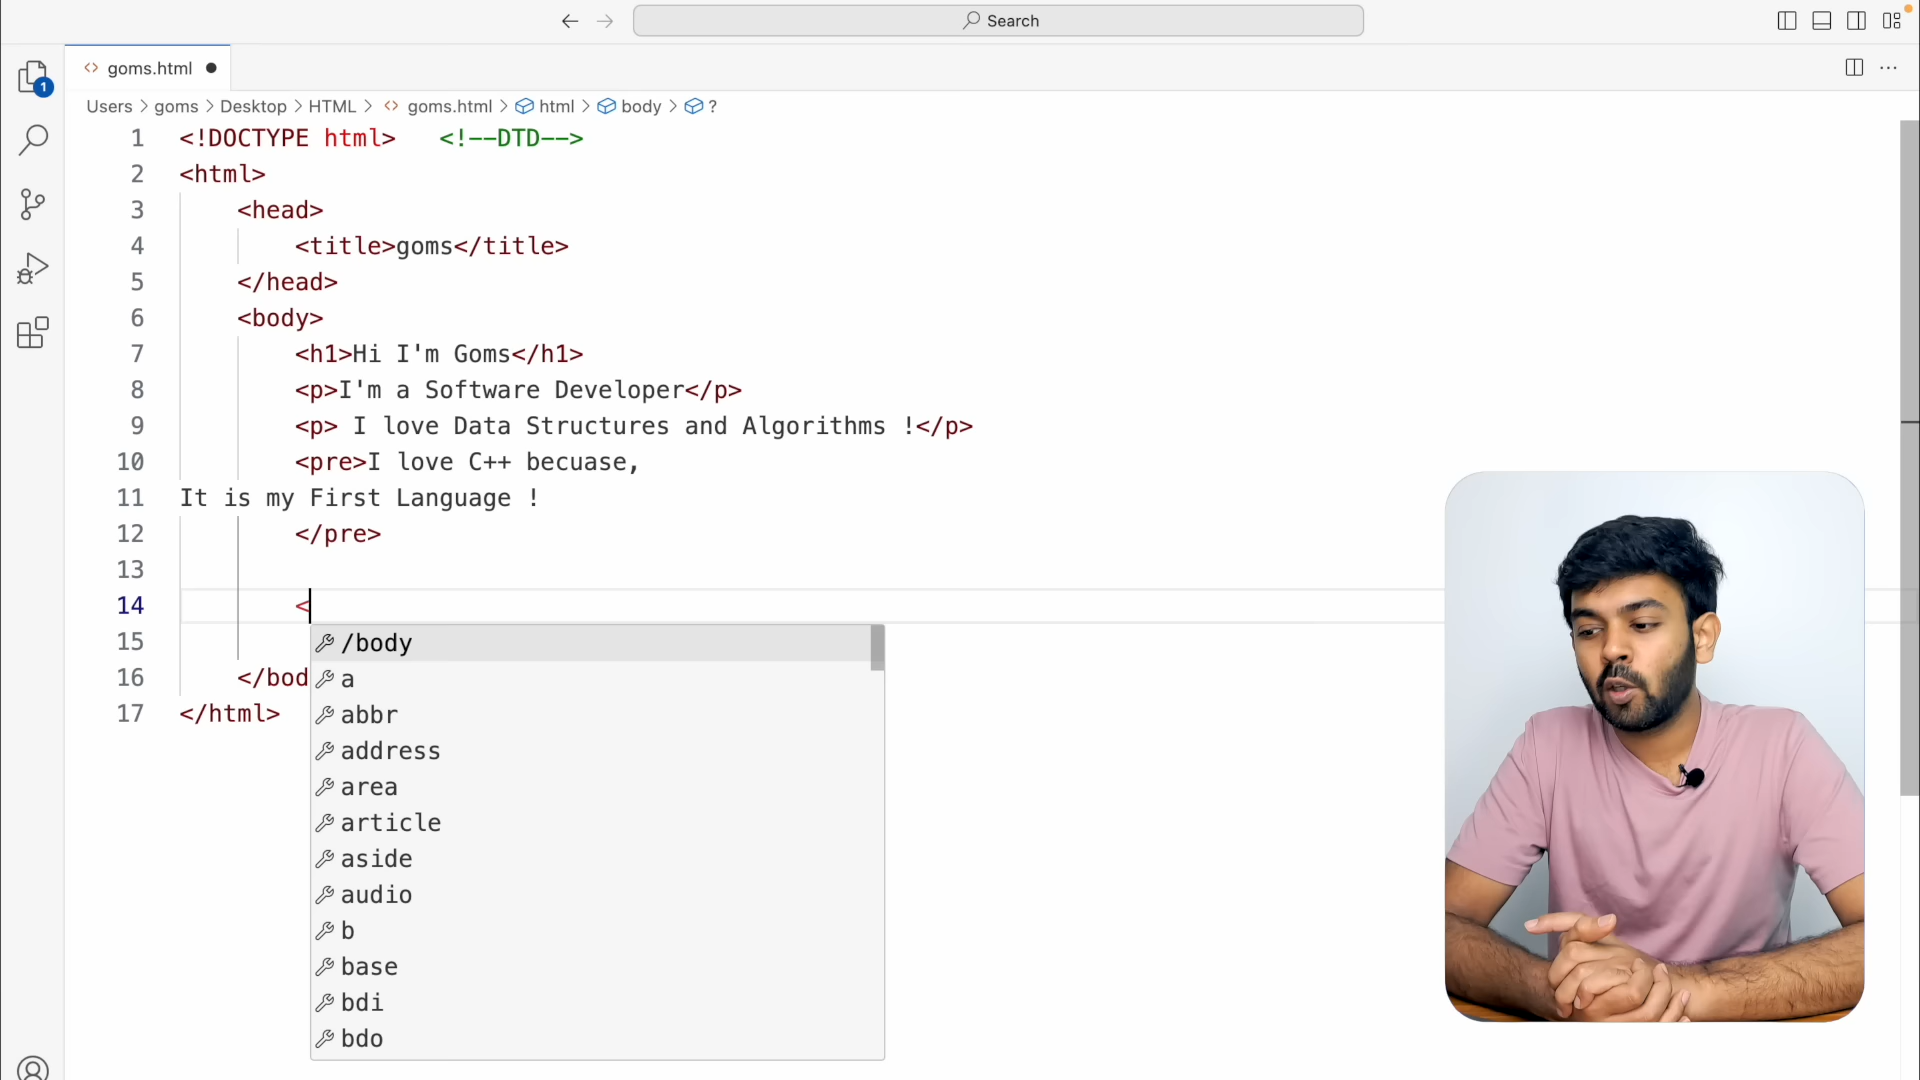 Search
goms.html
1
Users > goms > Desktop > HTML > goms.html > html > body > ?
1 <!DOCTYPE html>   <!--DTD-->
2 <html>
3     <head>
4         <title>goms</title>
5     </head>
6     <body>
7         <h1>Hi I'm Goms</h1>
8         <p>I'm a Software Developer</p>
9         <p> I love Data Structures and Algorithms !</p>
10         <pre>I love C++ becuase,
11 It is my First Language !
12         </pre>
13
14         <
15
16     </bod
17 </html>
/body
a
abbr
address
area
article
aside
audio
b
base
bdi
bdo